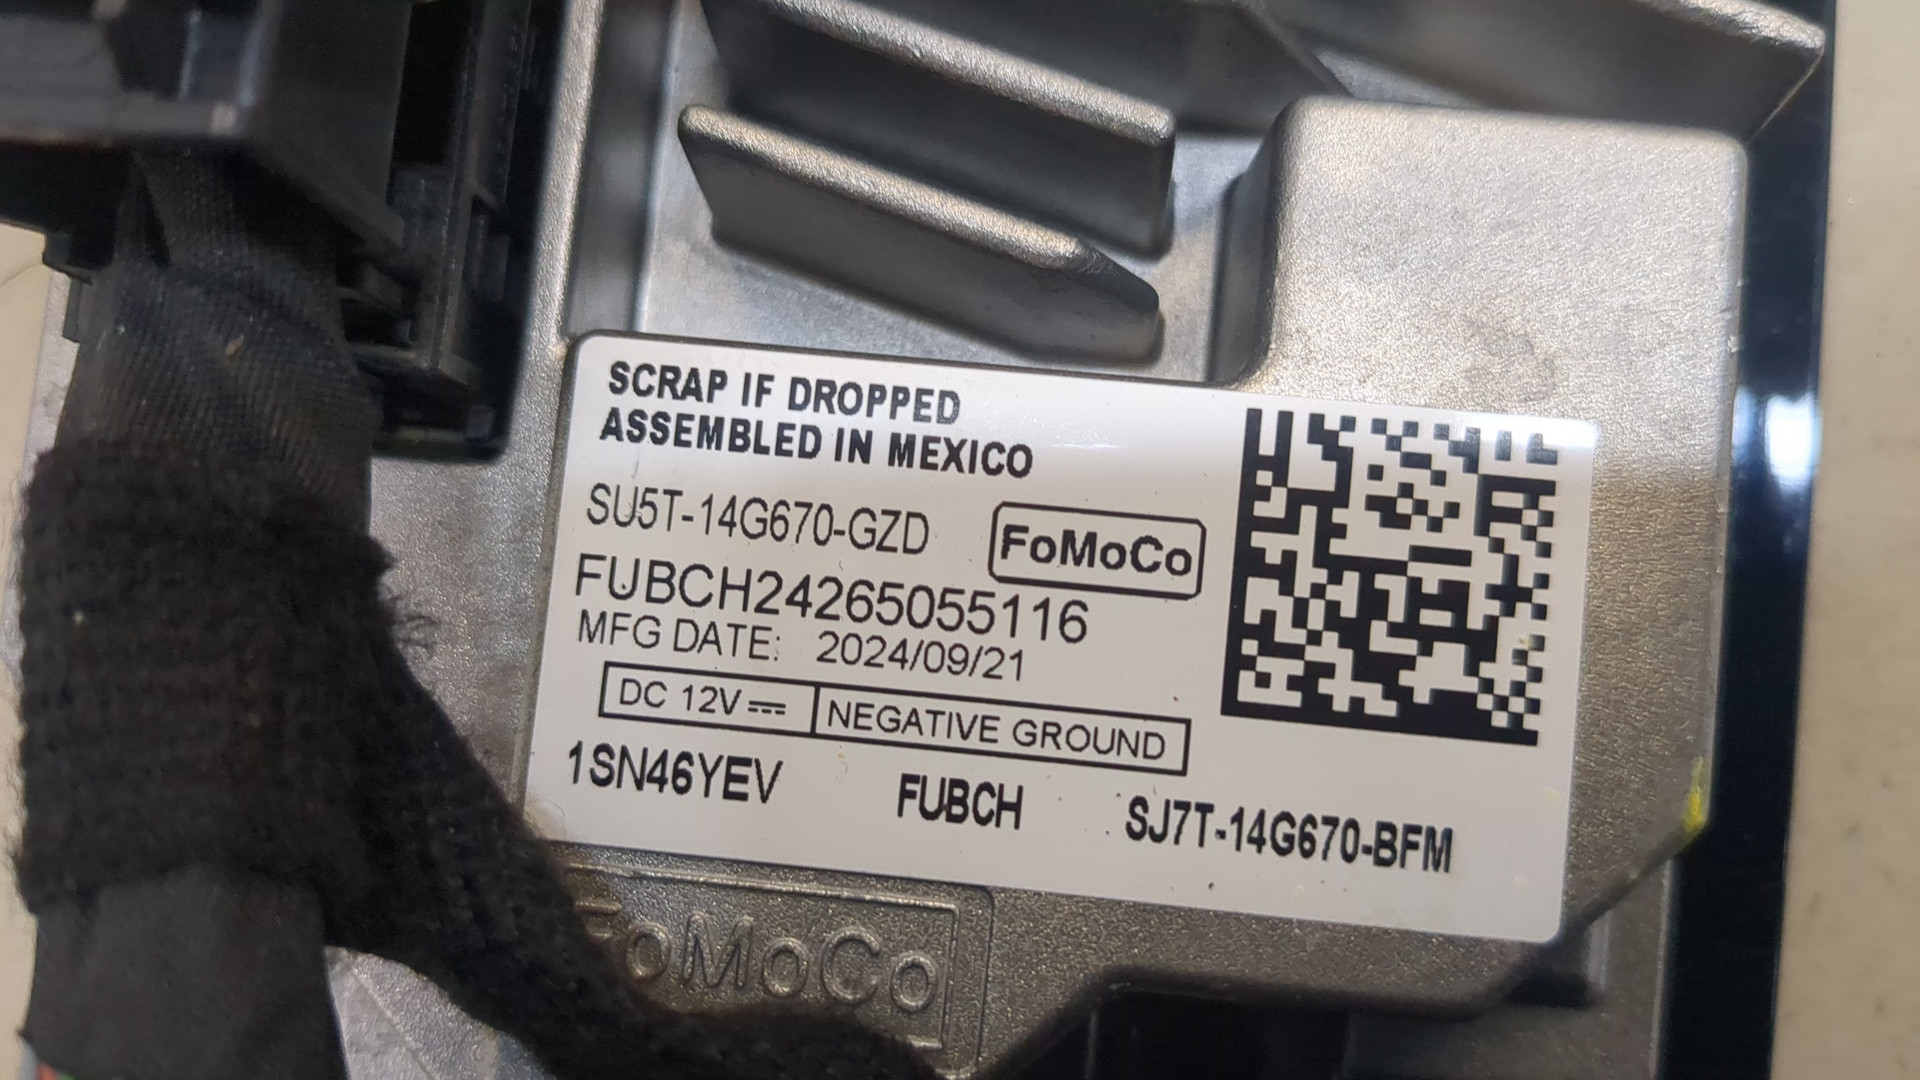 SCRAP IF DROPPED
ASSEMBLED IN MEXICO
SU5T-14G670-GZD
FoMoCo
FUBCH24265055116
MFG DATE: 2024/09/21
DC 12V ⎓ NEGATIVE GROUND
1SN46YEV FUBCH SJ7T-14G670-BFM
FoMoCo